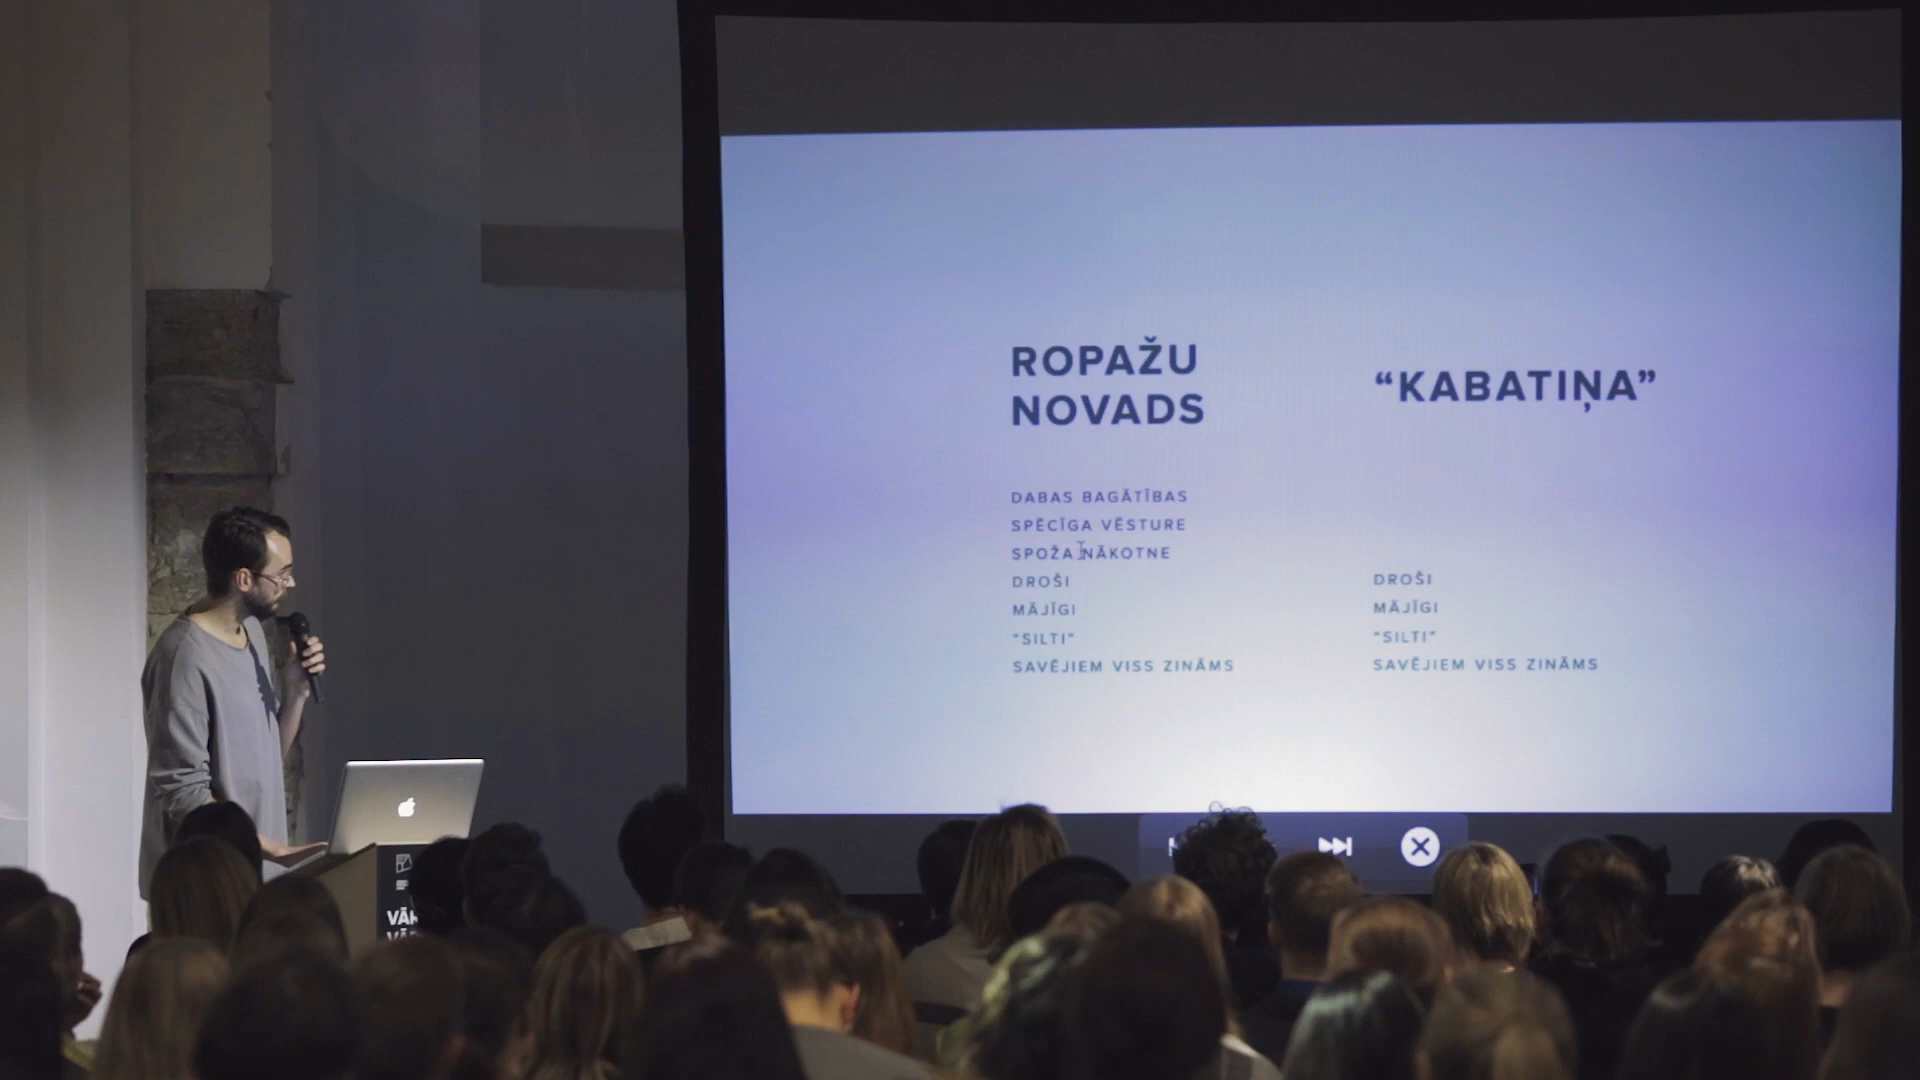 ROPAŽU
NOVADS
DABAS BAGĀTĪBAS
SPĒCĪGA VĒSTURE
SPOŽA NĀKOTNE
DROŠI
MĀJĪGI
“SILTI”
SAVĒJIEM VISS ZINĀMS
“KABATIŅA”
DROŠI
MĀJĪGI
“SILTI”
SAVĒJIEM VISS ZINĀMS